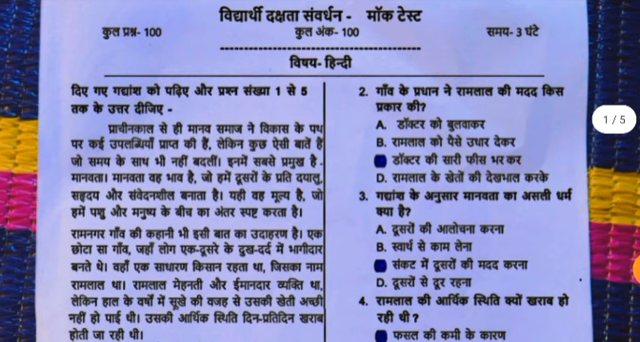 विद्यार्थी दक्षता संवर्धन - मॉक टेस्ट
कुल प्रश्न- 100
कुल अंक- 100
समय- 3 घंटे
विषय- हिन्दी
दिए गए गद्यांश को पढ़िए और प्रश्न संख्या 1 से 5
तक के उत्तर दीजिए -
प्राचीनकाल से ही मानव समाज ने विकास के पथ
पर कई उपलब्धियाँ प्राप्त की हैं, लेकिन कुछ ऐसी बातें हैं
जो समय के साथ भी नहीं बदलीं। इनमें सबसे प्रमुख है -
मानवता। मानवता वह भाव है, जो हमें दूसरों के प्रति दयालु,
सहृदय और संवेदनशील बनाता है। यही वह मूल्य है, जो
हमें पशु और मनुष्य के बीच का अंतर स्पष्ट करता है।
रामनगर गाँव की कहानी भी इसी बात का उदाहरण है। एक
छोटा सा गाँव, जहाँ लोग एक-दूसरे के दुख-दर्द में भागीदार
बनते थे। वहाँ एक साधारण किसान रहता था, जिसका नाम
रामलाल था। रामलाल मेहनती और ईमानदार व्यक्ति था,
लेकिन हाल के वर्षों में सूखे की वजह से उसकी खेती अच्छी
नहीं हो पाई थी। उसकी आर्थिक स्थिति दिन-प्रतिदिन खराब
होती जा रही थी।
2. गाँव के प्रधान ने रामलाल की मदद किस
प्रकार की?
A. डॉक्टर को बुलवाकर
B. रामलाल को पैसे उधार देकर
डॉक्टर की सारी फीस भर कर
D. रामलाल के खेतों की देखभाल करके
3. गद्यांश के अनुसार मानवता का असली धर्म
क्या है?
A. दूसरों की आलोचना करना
B. स्वार्थ से काम लेना
संकट में दूसरों की मदद करना
D. दूसरों से दूर रहना
4. रामलाल की आर्थिक स्थिति क्यों खराब हो
रही थी?
फसल की कमी के कारण
1 / 5